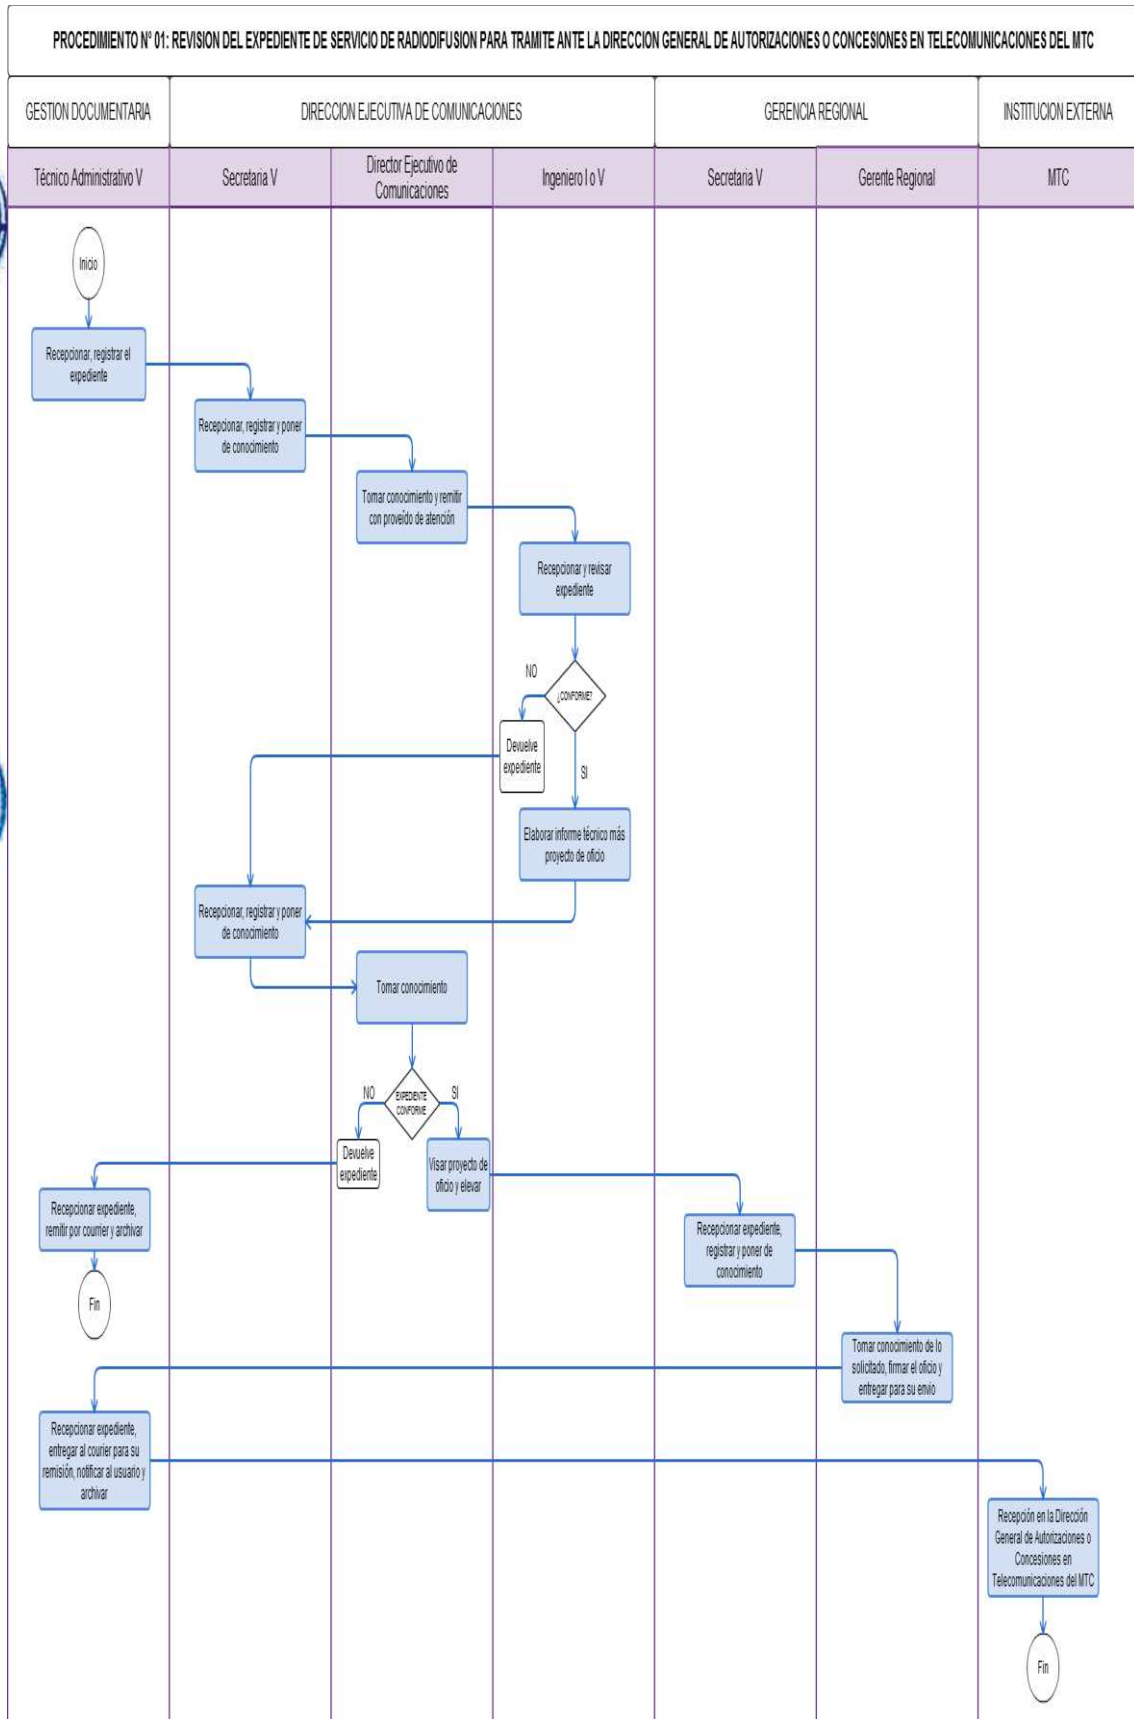 PROCEDIMIENTO N° 01: REVISION DEL EXPEDIENTE DE SERVICIO DE RADIODIFUSION PARA TRAMITE ANTE LA DIRECCION GENERAL DE AUTORIZACIONES O CONCESIONES EN TELECOMUNICACIONES DEL MTC
GESTION DOCUMENTARIA
DIRECCION EJECUTIVA DE COMUNICACIONES
GERENCIA REGIONAL
INSTITUCION EXTERNA
Técnico Administrativo V
Secretaria V
Director Ejecutivo de
Comunicaciones
Ingeniero I o V
Secretaria V
Gerente Regional
MTC
Inicio
Recepcionar, registrar el
expediente
Recepcionar, registrar y poner
de conocimiento
Tomar conocimiento y remitir
con proveído de atención
Recepcionar y revisar
expediente
¿CONFORME?
NO
Devuelve
expediente
SI
Elaborar informe técnico más
proyecto de oficio
Recepcionar, registrar y poner
de conocimiento
Tomar conocimiento
EXPEDIENTE
CONFORME
NO
SI
Devuelve
expediente
Visar proyecto de
oficio y elevar
Recepcionar expediente,
remitir por courrier y archivar
Fin
Recepcionar expediente,
registrar y poner de
conocimiento
Tomar conocimiento de lo
solicitado, firmar el oficio y
entregar para su envio
Recepcionar expediente,
entregar al courier para su
remisión, notificar al usuario y
archivar
Recepción en la Dirección
General de Autorizaciones o
Concesiones en
Telecomunicaciones del MTC
Fin